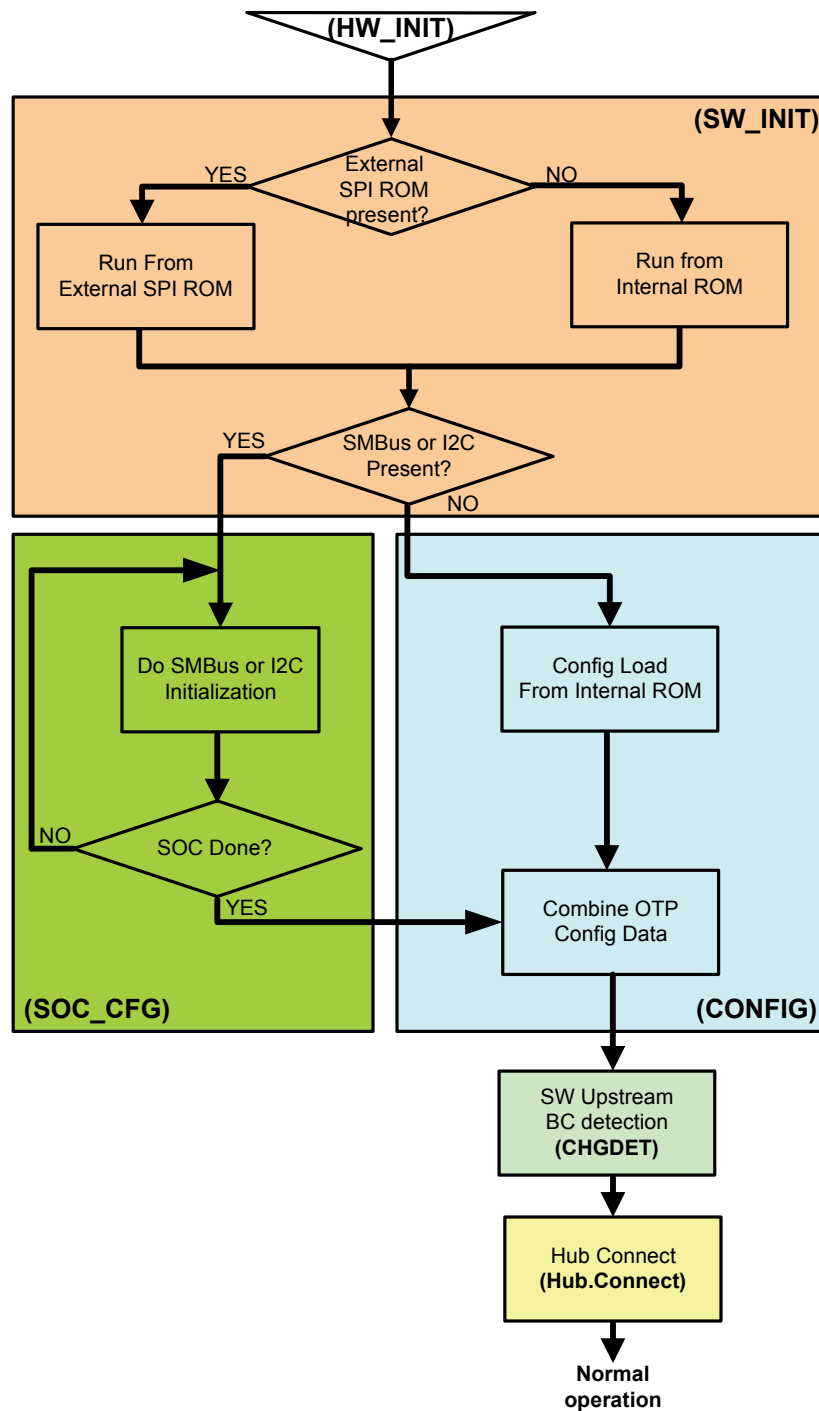 (HW_INIT)
(SW_INIT)
External
SPI ROM
present?
YES
NO
Run From
External SPI ROM
Run from
Internal ROM
SMBus or I2C
Present?
YES
NO
Do SMBus or I2C
Initialization
Config Load
From Internal ROM
SOC Done?
NO
YES
Combine OTP
Config Data
(SOC_CFG)
(CONFIG)
SW Upstream
BC detection
(CHGDET)
Hub Connect
(Hub.Connect)
Normal
operation